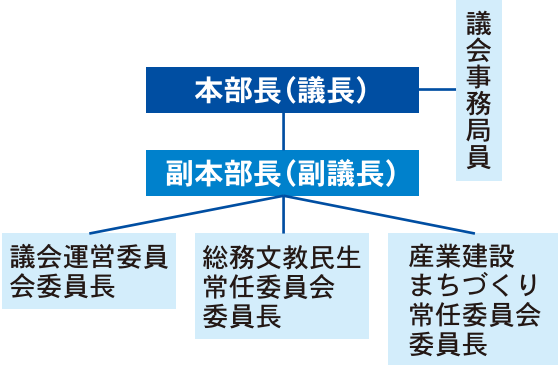 本部長（議長）
議会事務局員
副本部長（副議長）
議会運営委員
会委員長
総務文教民生
常任委員会
委員長
産業建設
まちづくり
常任委員会
委員長